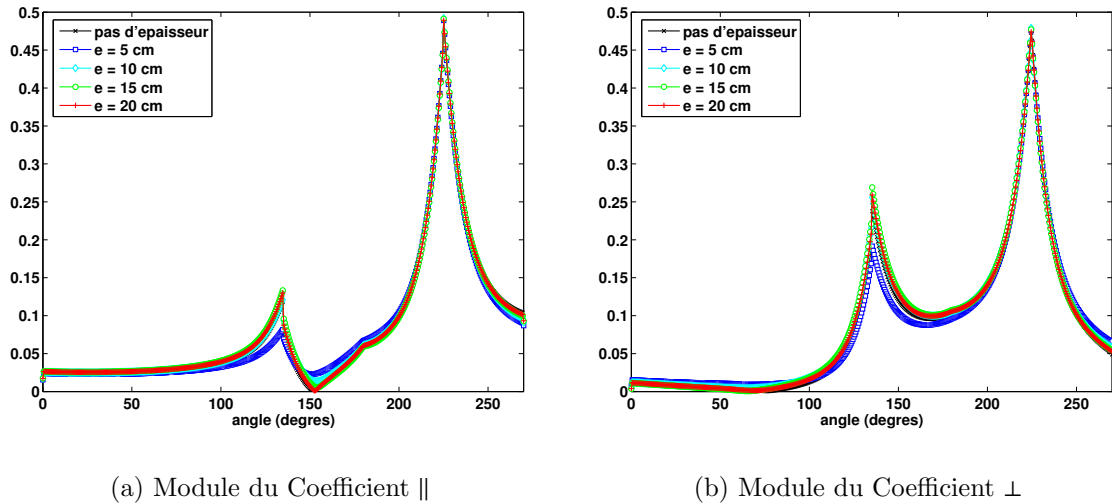 0.5
0.45
0.4
0.35
0.3
0.25
0.2
0.15
0.1
0.05
0
0 50 100 150 200 250
angle (degres)
pas d'epaisseur
e = 5 cm
e = 10 cm
e = 15 cm
e = 20 cm
(a) Module du Coefficient ∥
0.5
0.45
0.4
0.35
0.3
0.25
0.2
0.15
0.1
0.05
0
0 50 100 150 200 250
angle (degres)
pas d'epaisseur
e = 5 cm
e = 10 cm
e = 15 cm
e = 20 cm
(b) Module du Coefficient ⊥